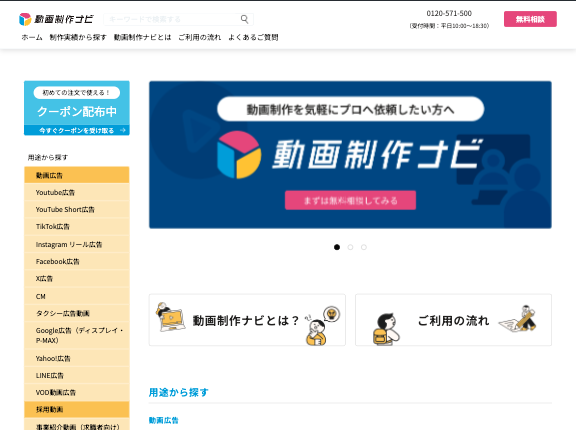 動画制作ナビ
キーワードで検索する
0120-571-500
（受付時間：平日10:00〜18:30）
無料相談
ホーム 制作実績から探す 動画制作ナビとは ご利用の流れ よくあるご質問
初めての注文で使える！
クーポン配布中
今すぐクーポンを受け取る →
用途から探す
動画広告
Youtube広告
YouTube Short広告
TikTok広告
Instagram リール広告
Facebook広告
X広告
CM
タクシー広告動画
Google広告（ディスプレイ・
P-MAX）
Yahoo!広告
LINE広告
VOD動画広告
採用動画
事業紹介動画（求職者向け）
動画制作を気軽にプロへ依頼したい方へ
動画制作ナビ
まずは無料相談してみる
動画制作ナビとは？
ご利用の流れ
用途から探す
動画広告